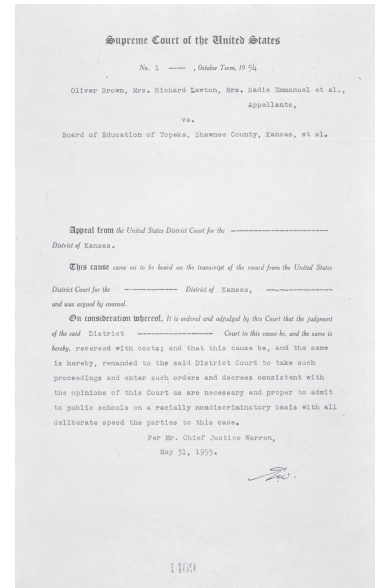 Supreme Court of the United States
No. 1 ---- , October Term, 1954
Oliver Brown, Mrs. Richard Lawton, Mrs. Sadie Emmanuel et al.,
Appellants,
vs.
Board of Education of Topeka, Shawnee County, Kansas, et al.
Appeal from the United States District Court for the --------------------
District of Kansas.
This cause came on to be heard on the transcript of the record from the United States
District Court for the ------------ District of Kansas, --------------
and was argued by counsel.
On consideration whereof, It is ordered and adjudged by this Court that the judgment
of the said District ----------------- Court in this cause be, and the same is
hereby, reversed with costs; and that this cause be, and the same
is hereby, remanded to the said District Court to take such
proceedings and enter such orders and decrees consistent with
the opinions of this Court as are necessary and proper to admit
to public schools on a racially nondiscriminatory basis with all
deliberate speed the parties to this case.
Per Mr. Chief Justice Warren,
May 31, 1955.
1469